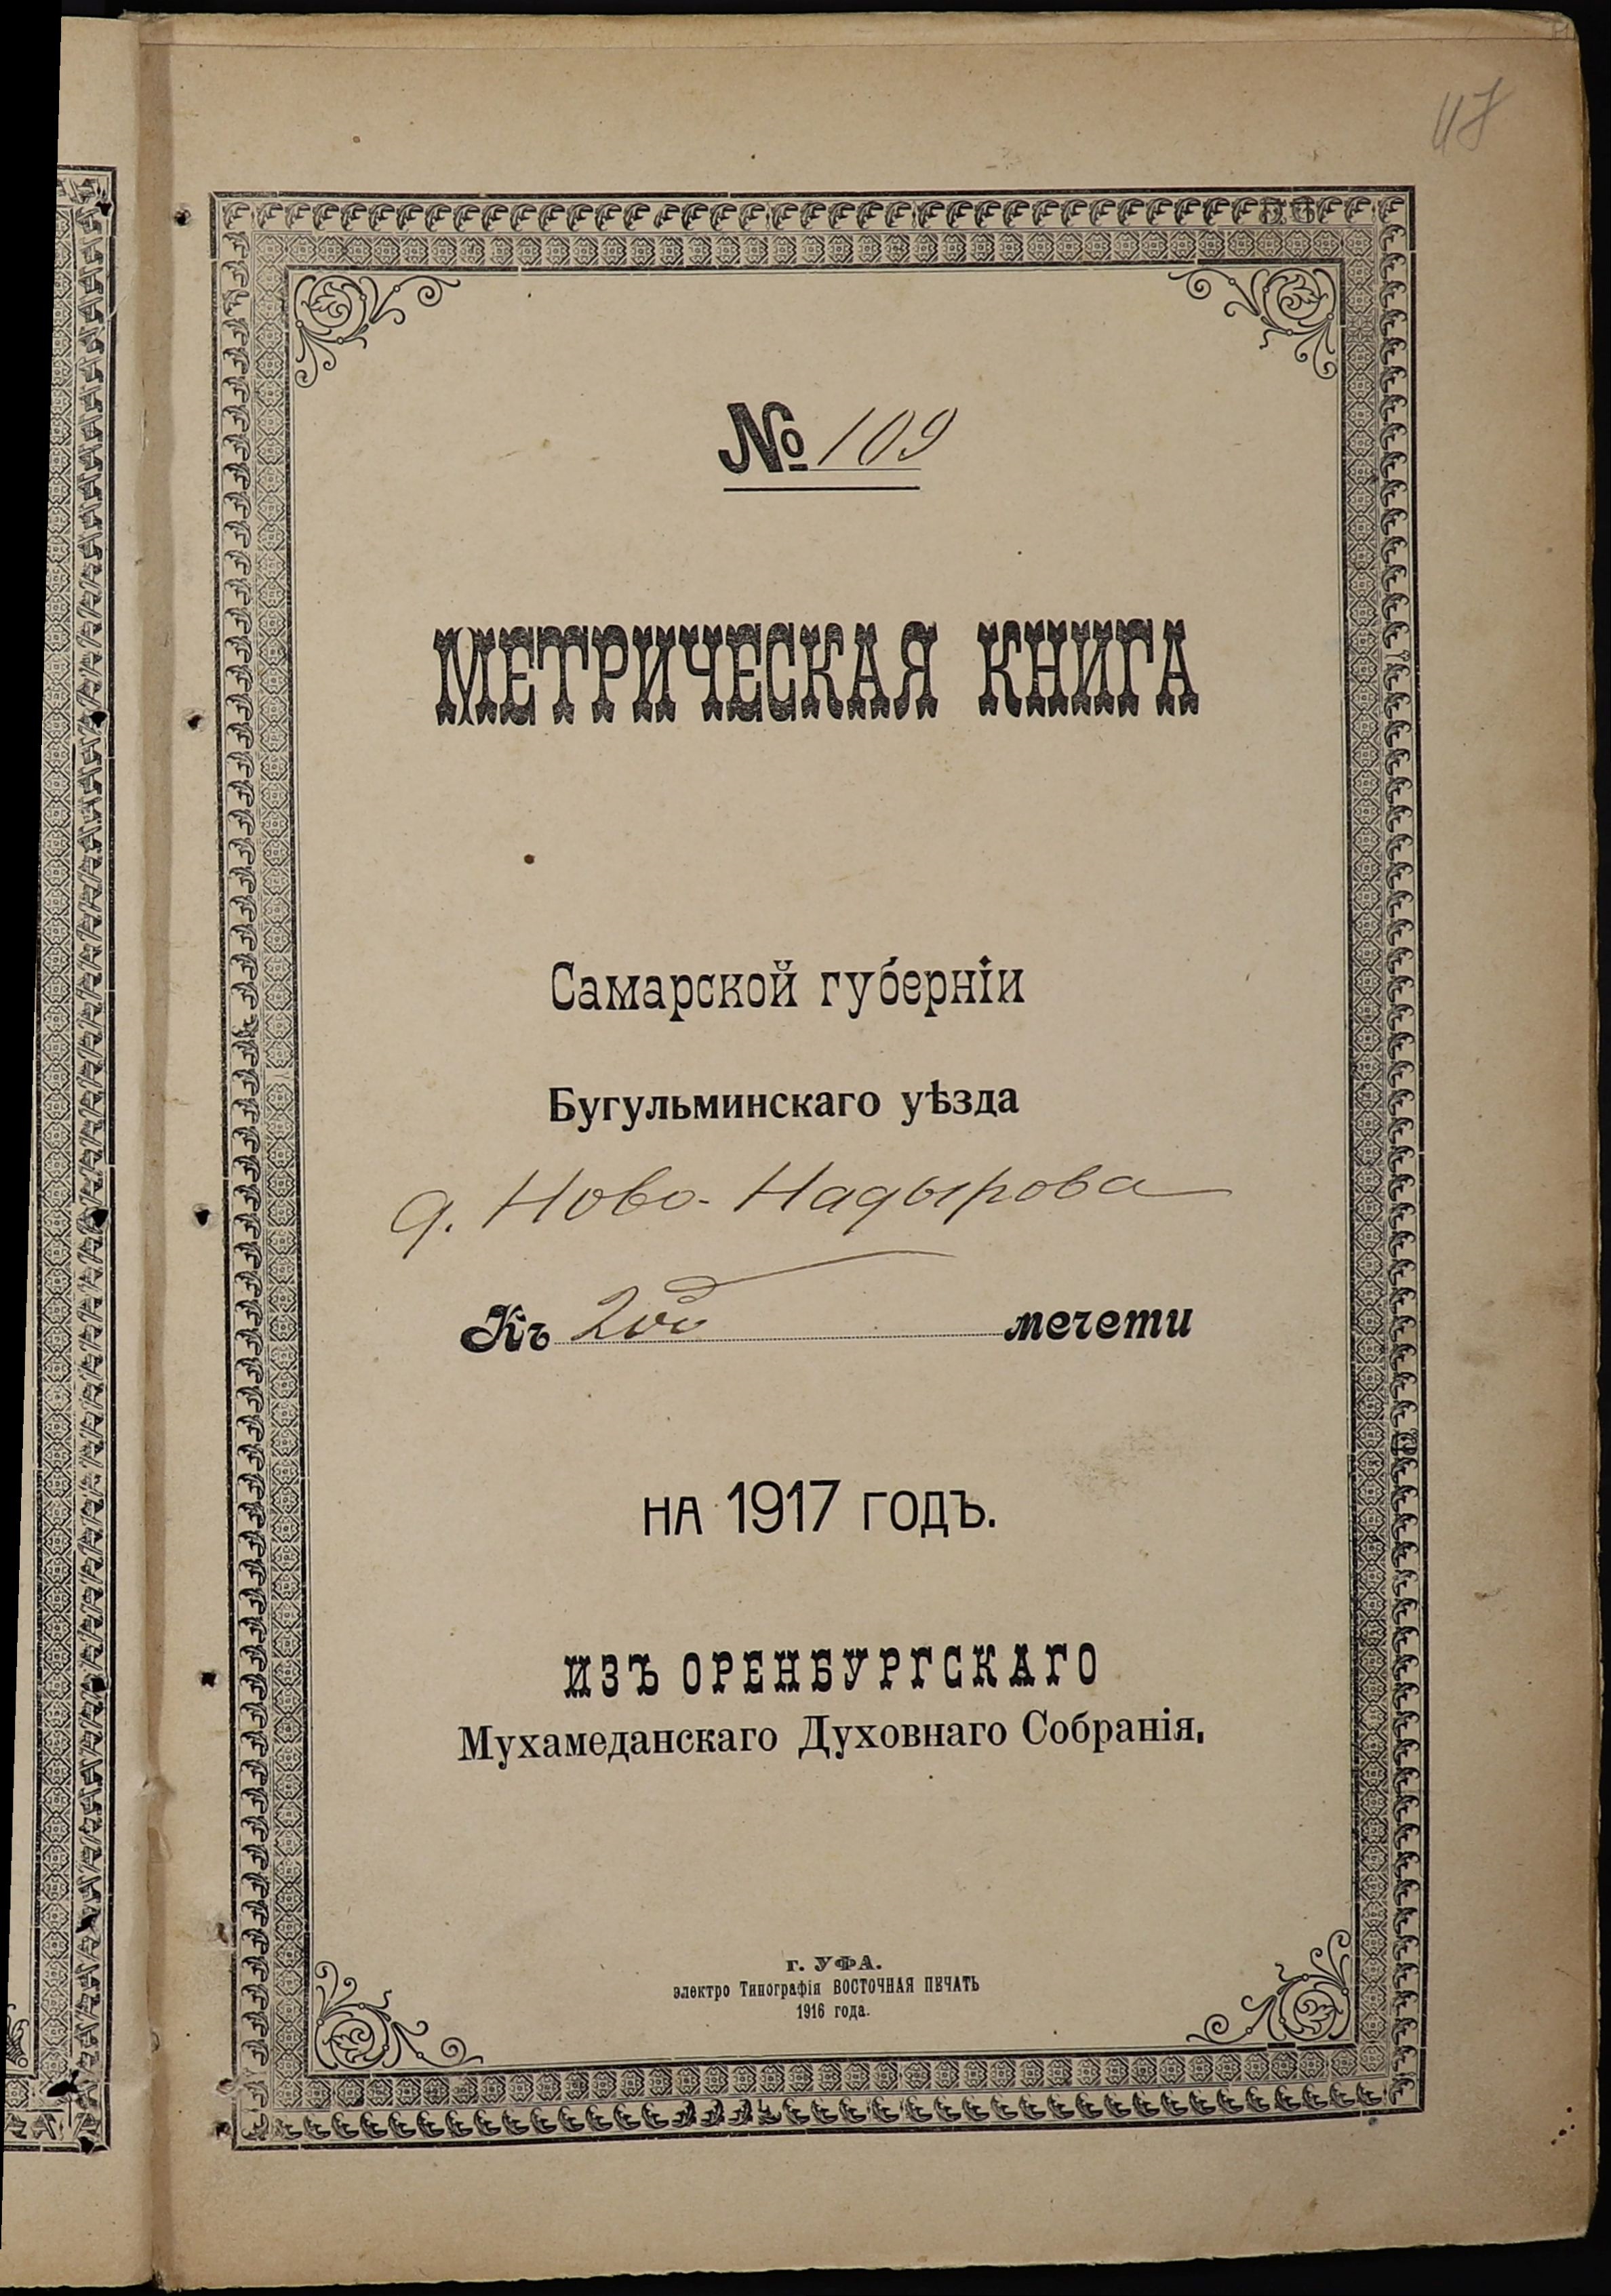 47
№ 109
МЕТРИЧЕСКАЯ КНИГА
Самарской губерніи
Бугульминскаго уѣзда
д. Ново-Надырова
Къ 2ой мечети
НА 1917 ГОДЪ.
ИЗЪ ОРЕНБУРГСКАГО
Мухамеданскаго Духовнаго Собранія.
г. УФА.
электро Типографія ВОСТОЧНАЯ ПЕЧАТЬ
1916 года.